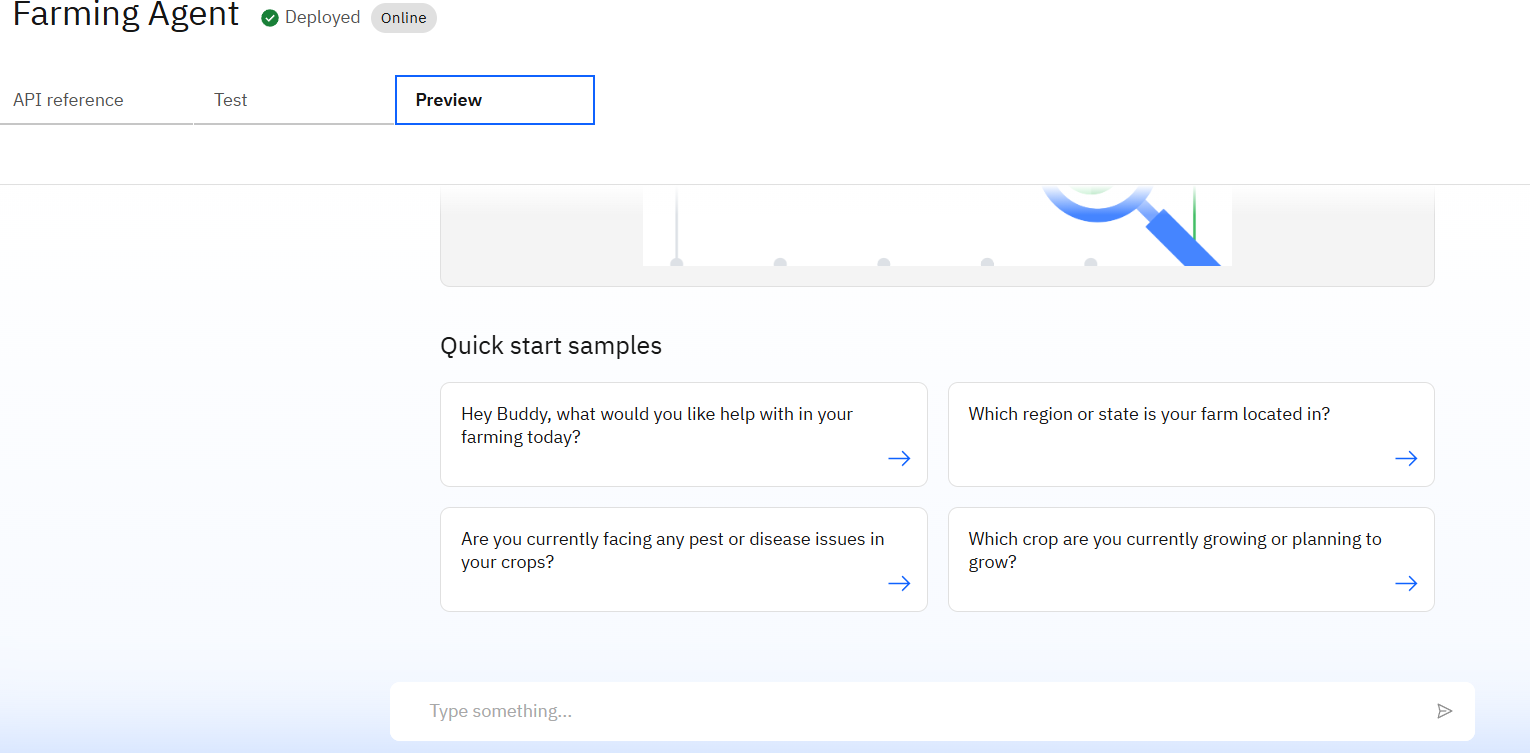 Farming Agent Deployed Online
API reference Test Preview
Quick start samples
Hey Buddy, what would you like help with in your
farming today?
Which region or state is your farm located in?
Are you currently facing any pest or disease issues in
your crops?
Which crop are you currently growing or planning to
grow?
Type something...